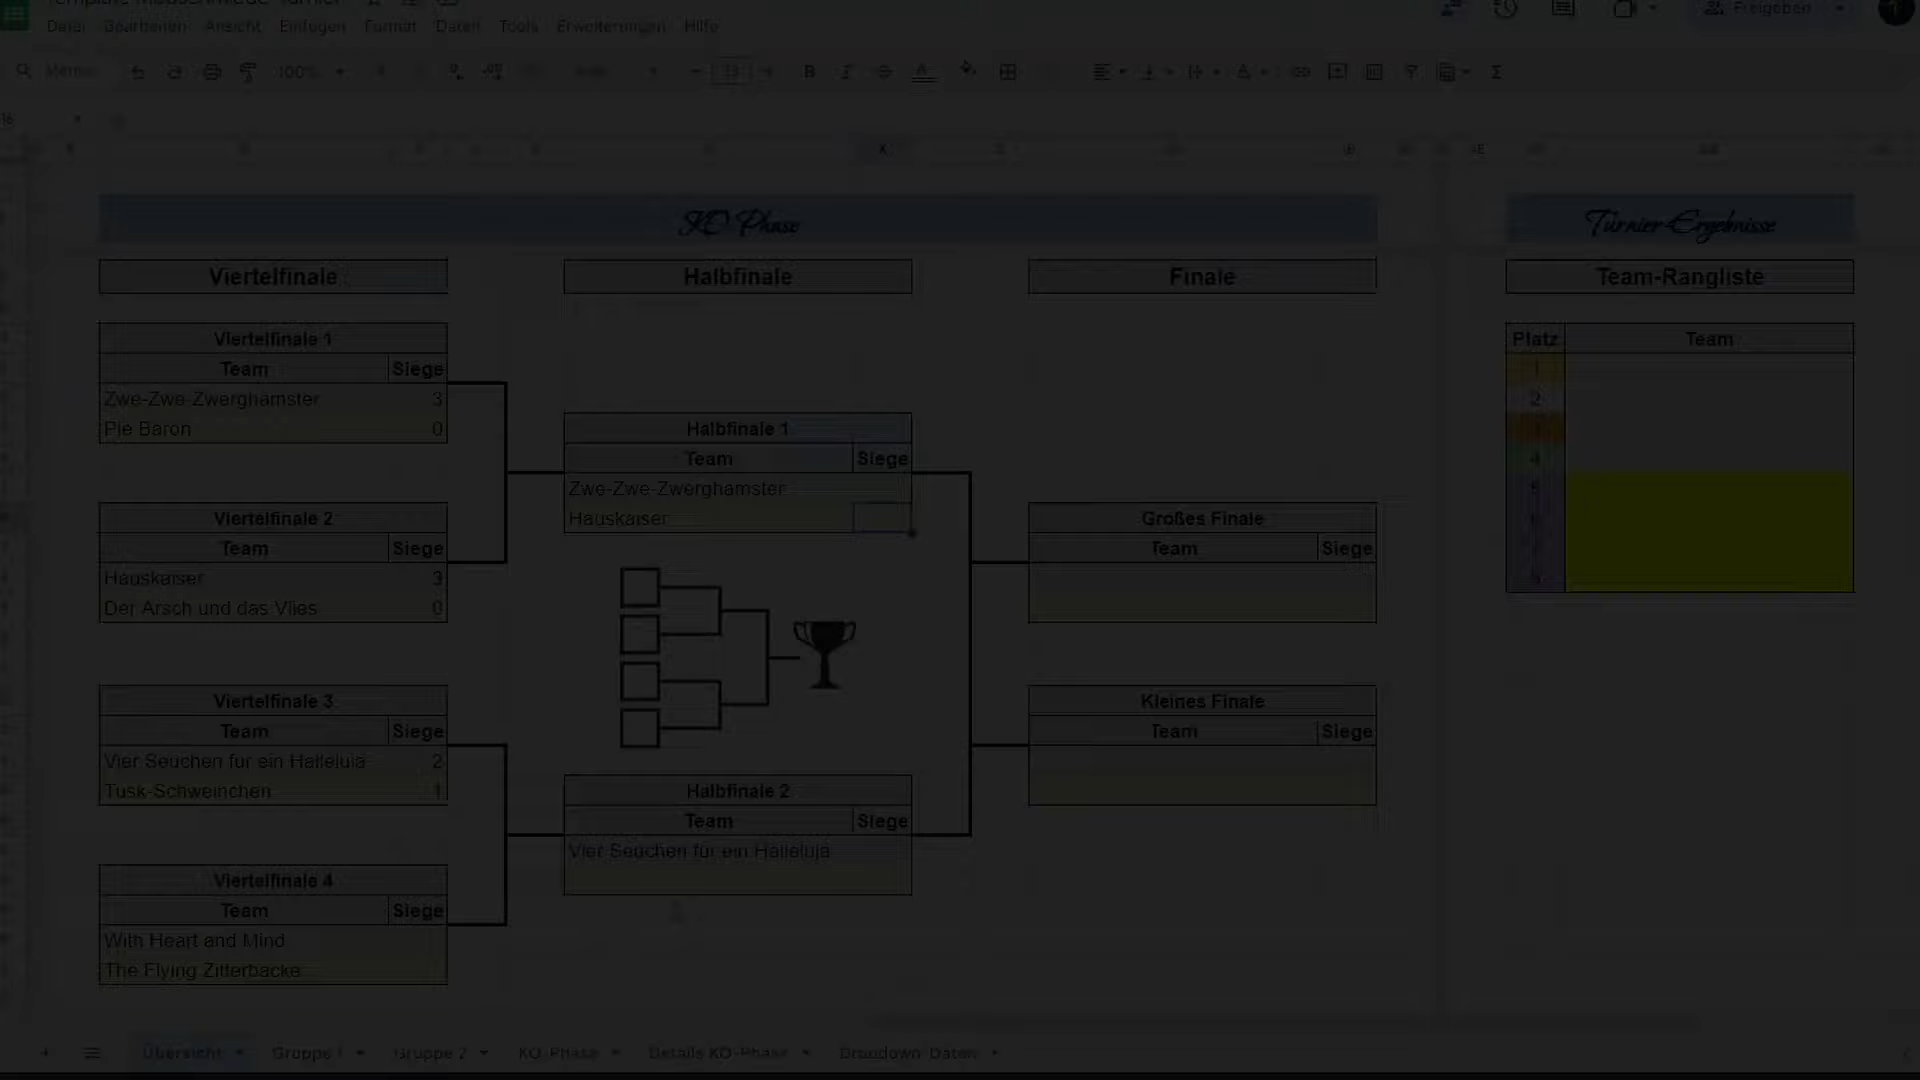 Datei Bearbeiten Ansicht Einfügen Format Daten Tools Erweiterungen Hilfe
Freigeben
100%
KO-Phase
Turnier-Ergebnisse
Viertelfinale
Halbfinale
Finale
Team-Rangliste
Viertelfinale 1
Team Siege
Zwe-Zwe-Zwerghamster 3
Pie Baron 0
Viertelfinale 2
Team Siege
Hauskaiser 3
Der Arsch und das Vlies 0
Viertelfinale 3
Team Siege
Vier Seuchen für ein Halleluja 2
Tusk-Schweinchen 1
Viertelfinale 4
Team Siege
With Heart and Mind
The Flying Zitterbacke
Halbfinale 1
Team Siege
Zwe-Zwe-Zwerghamster
Hauskaiser
Halbfinale 2
Team Siege
Vier Seuchen für ein Halleluja
Großes Finale
Team Siege
Kleines Finale
Team Siege
Platz Team
1
2
4
Übersicht Gruppe 1 Gruppe 2 KO-Phase Details KO-Phase Dropdown-Daten